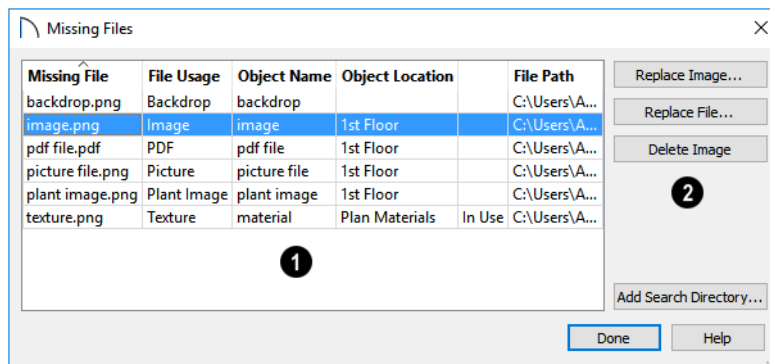 Missing Files
Missing File File Usage Object Name Object Location File Path
backdrop.png Backdrop backdrop C:\Users\A...
image.png Image image 1st Floor C:\Users\A...
pdf file.pdf PDF pdf file 1st Floor C:\Users\A...
picture file.png Picture picture file 1st Floor C:\Users\A...
plant image.png Plant Image plant image 1st Floor C:\Users\A...
texture.png Texture material Plan Materials In Use C:\Users\A...
1
Replace Image...
Replace File...
Delete Image
2
Add Search Directory...
Done Help